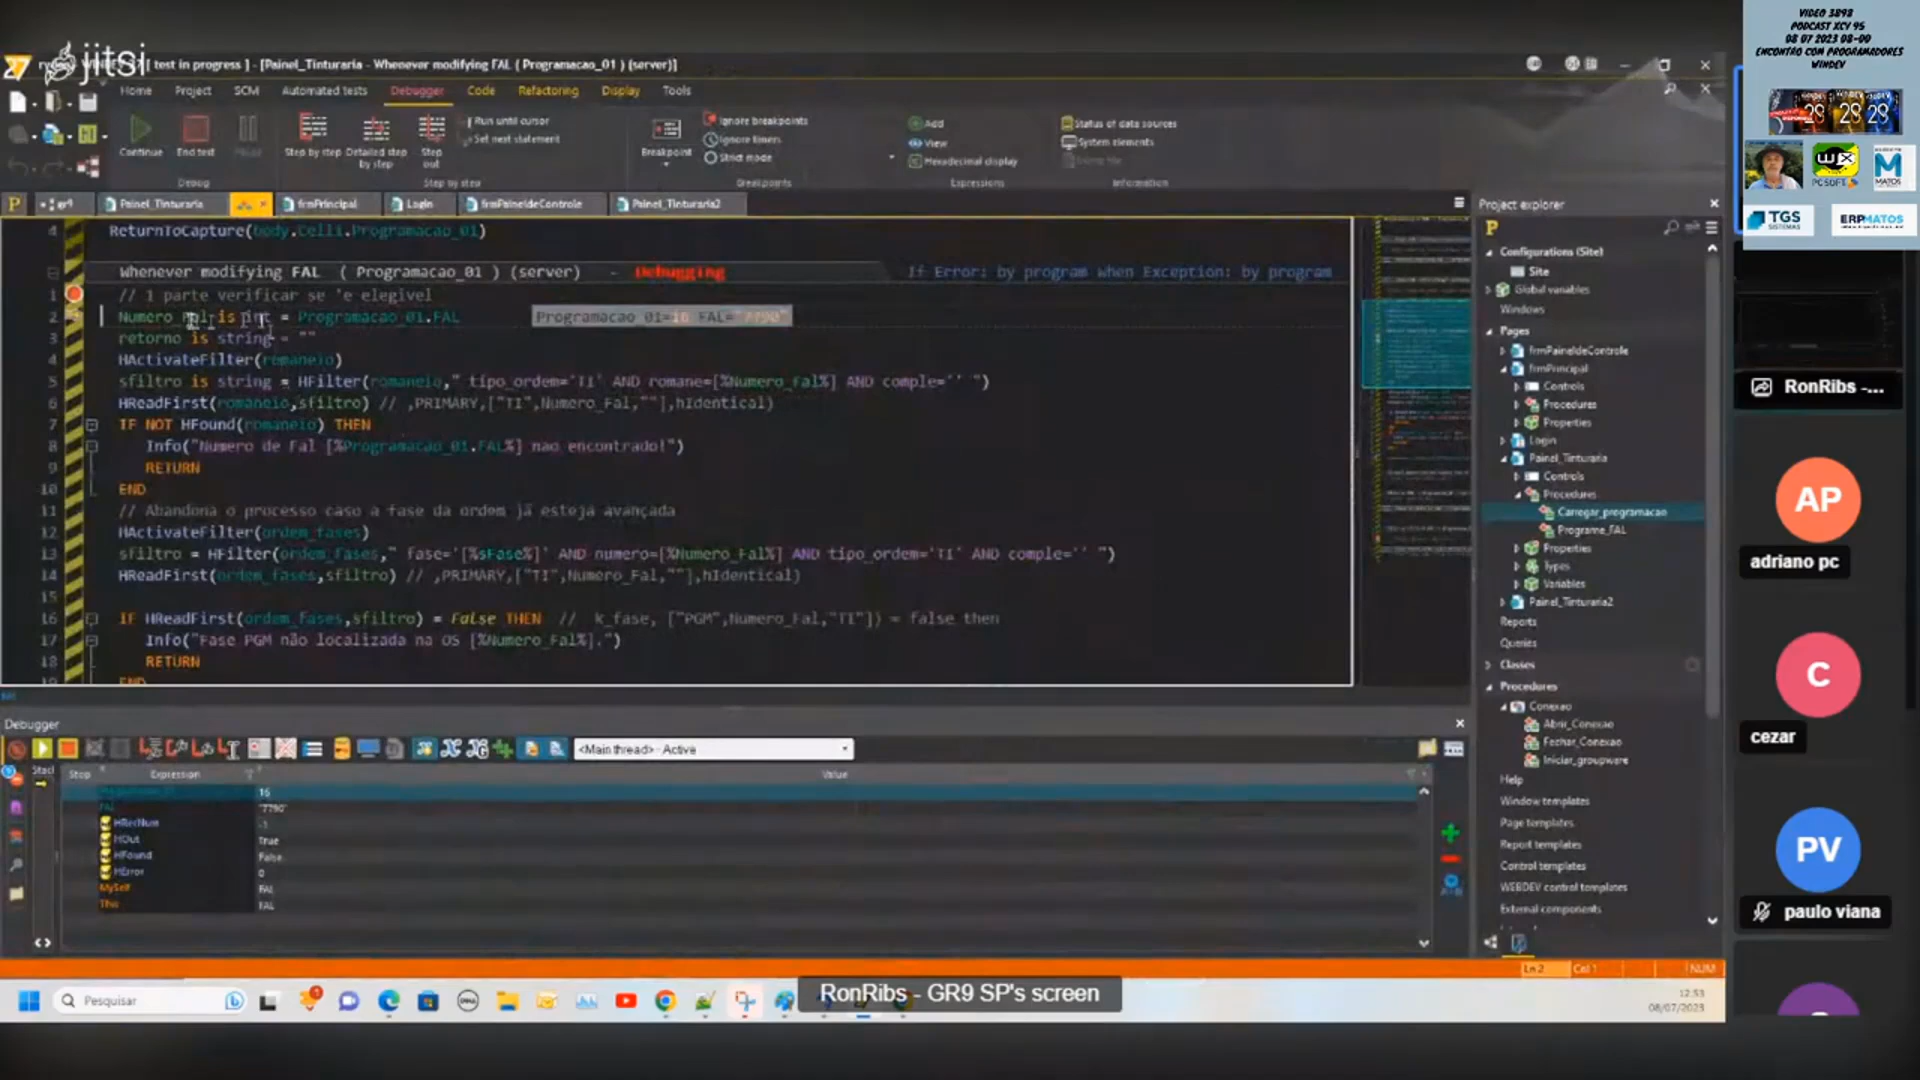 jitsi
[ test in progress ] - [Painel_Tinturaria - Whenever modifying FAL ( Programacao_01 ) (server)]
Home Project SCM Automated tests Debugger Code Refactoring Display Tools
Continue
End test
Debug
Step by step
Detailed step by step
Step out
Run until cursor
Set next statement
Step by step
Breakpoint
Ignore breakpoints
Ignore timers
Strict mode
Breakpoints
Add
View
Hexadecimal display
Expressions
Status of data sources
System elements
Information
gr9 Painel_Tinturaria frmPrincipal Login frmPaineldeControle Painel_Tinturaria2
4 ReturnToCapture(body.Cell1.Programacao_01)
Whenever modifying FAL ( Programacao_01 ) (server) - Debugging If Error: by program when Exception: by program
1 // 1 parte verificar se 'e elegivel
2 Numero_Fal is int = Programacao_01.FAL Programacao_01=16 FAL="7790"
3 retorno is string = ""
4 HActivateFilter(romaneio)
5 sfiltro is string = HFilter(romaneio," tipo_ordem='TI' AND romane=[%Numero_Fal%] AND comple='' ")
6 HReadFirst(romaneio,sfiltro) // ,PRIMARY,["TI",Numero_Fal,""],hIdentical)
7 IF NOT HFound(romaneio) THEN
8 Info("Numero de Fal [%Programacao_01.FAL%] nao encontrado!")
9 RETURN
10 END
11 // Abandona o processo caso a fase da ordem já esteja avançada
12 HActivateFilter(ordem_fases)
13 sfiltro = HFilter(ordem_fases," fase='[%sFase%]' AND numero=[%Numero_Fal%] AND tipo_ordem='TI' AND comple='' ")
14 HReadFirst(ordem_fases,sfiltro) // ,PRIMARY,["TI",Numero_Fal,""],hIdentical)
15
16 IF HReadFirst(ordem_fases,sfiltro) = False THEN // k_fase, ["PGM",Numero_Fal,"TI"]) = false then
17 Info("Fase PGM não localizada na OS [%Numero_Fal%].")
18 RETURN
END
Debugger
<Main thread> - Active
Stack
Stop Expression Value
16
FAL "7790"
HRecNum -1
HOut True
HFound False
HError 0
MySelf FAL
This FAL
Ln 2 Col 1 NUM
Project explorer
Configurations (Site)
Site
Global variables
Windows
Pages
frmPaineldeControle
frmPrincipal
Controls
Procedures
Properties
Login
Painel_Tinturaria
Controls
Procedures
Carregar_programacao
Programe_FAL
Properties
Types
Variables
Painel_Tinturaria2
Reports
Queries
Classes
Procedures
Conexao
Abrir_Conexao
Fechar_Conexao
Iniciar_groupware
Help
Window templates
Page templates
Report templates
Control templates
WEBDEV control templates
External components
Pesquisar
DELL
RonRibs - GR9 SP's screen
12:53
08/07/2023
VIDEO 3898
PODCAST XCY 95
08 07 2023 08-00
ENCONTRO COM PROGRAMADORES
WINDEV
28 28 28
WX
PC SOFT
M
MATOS
TGS
SISTEMAS
ERPMATOS
RonRibs -...
AP
adriano pc
C
cezar
PV
paulo viana